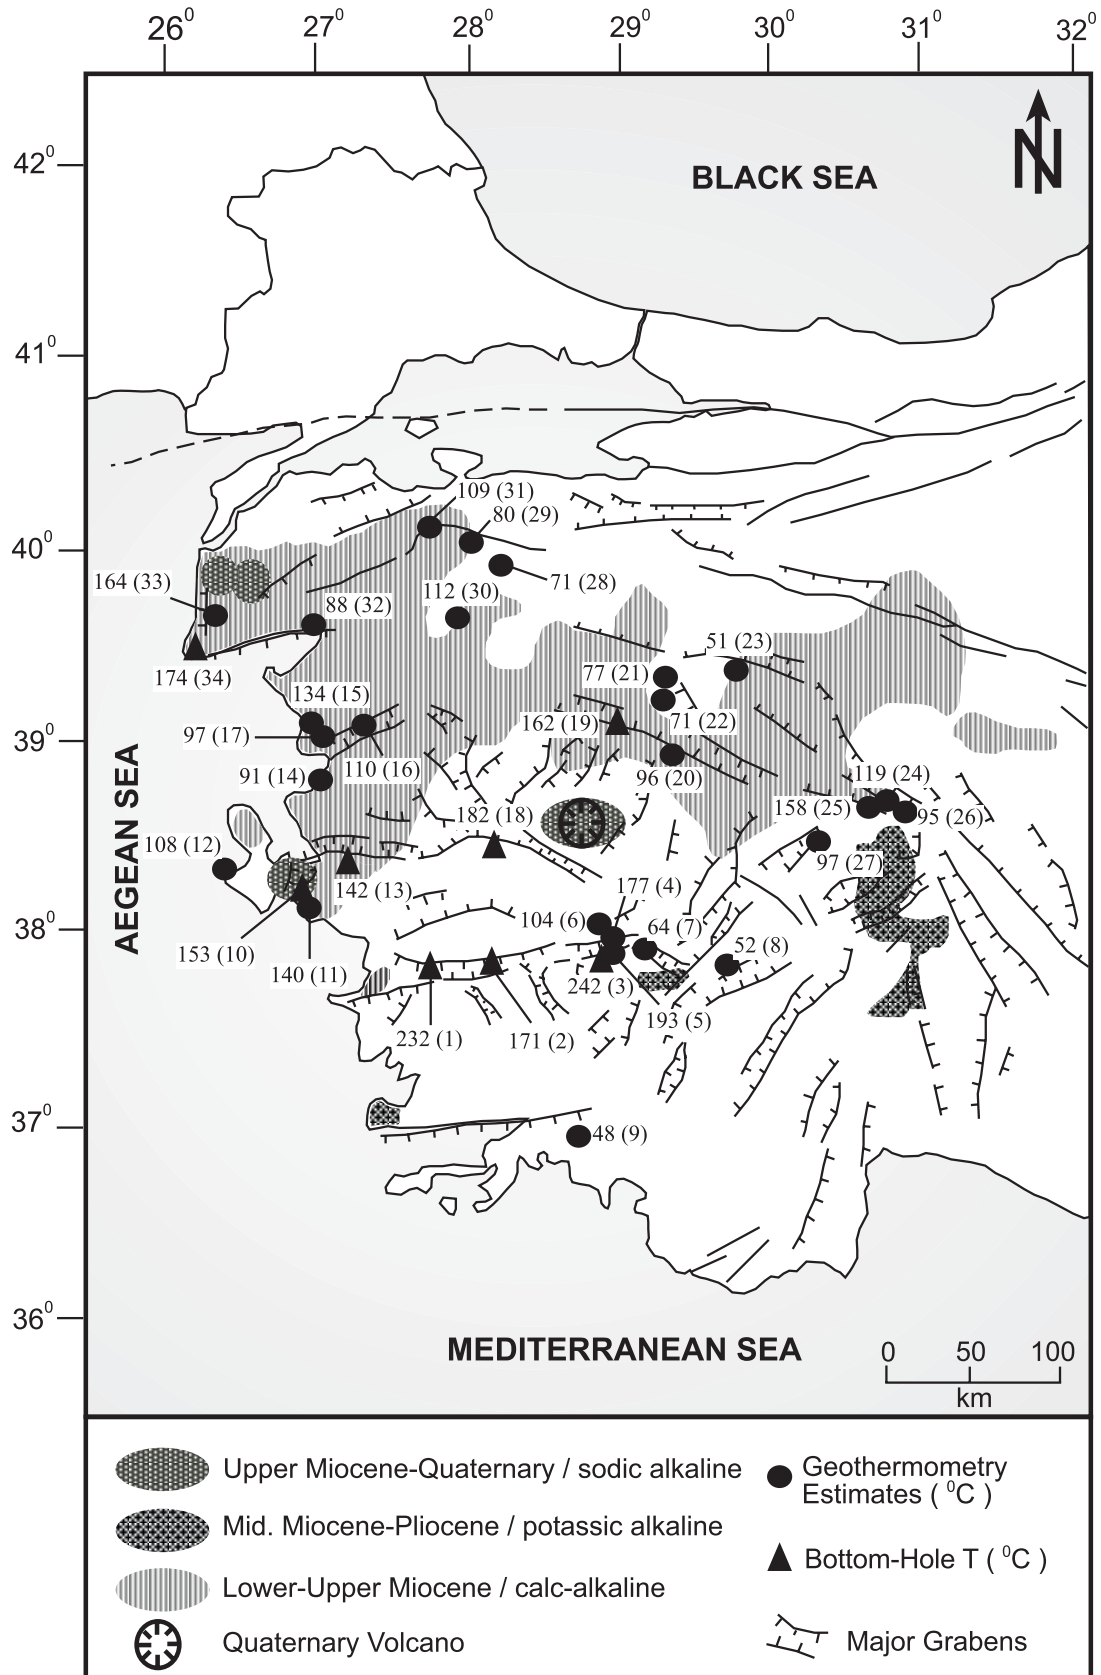 26⁰ 27⁰ 28⁰ 29⁰ 30⁰ 31⁰ 32⁰
N
42⁰
BLACK SEA
41⁰
109 (31)
80 (29)
40⁰
164 (33)
112 (30)
71 (28)
88 (32)
51 (23)
77 (21)
174 (34)
134 (15)
162 (19)
71 (22)
97 (17)
39⁰
91 (14)
110 (16)
96 (20)
119 (24)
158 (25)
95 (26)
182 (18)
108 (12)
97 (27)
142 (13)
177 (4)
AEGEAN SEA
38⁰
104 (6)
64 (7)
153 (10)
52 (8)
140 (11)
242 (3)
193 (5)
232 (1)
171 (2)
37⁰
48 (9)
36⁰
MEDITERRANEAN SEA
0 50 100
km
Upper Miocene-Quaternary / sodic alkaline
Mid. Miocene-Pliocene / potassic alkaline
Lower-Upper Miocene / calc-alkaline
Quaternary Volcano
Geothermometry
Estimates ( ⁰C )
Bottom-Hole T ( ⁰C )
Major Grabens